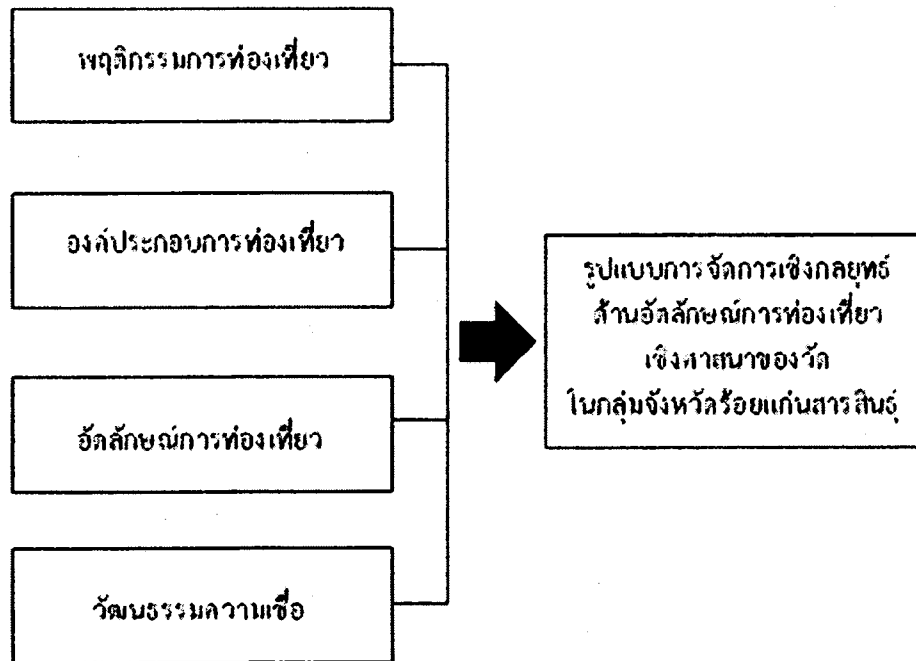 พฤติกรรมการท่องเที่ยว
องค์ประกอบการท่องเที่ยว
อัตลักษณ์การท่องเที่ยว
วัฒนธรรมความเชื่อ
รูปแบบการจัดการเชิงกลยุทธ์
ด้านอัตลักษณ์การท่องเที่ยว
เชิงศาสนาของวัด
ในกลุ่มจังหวัดร้อยแก่นสารสินธุ์